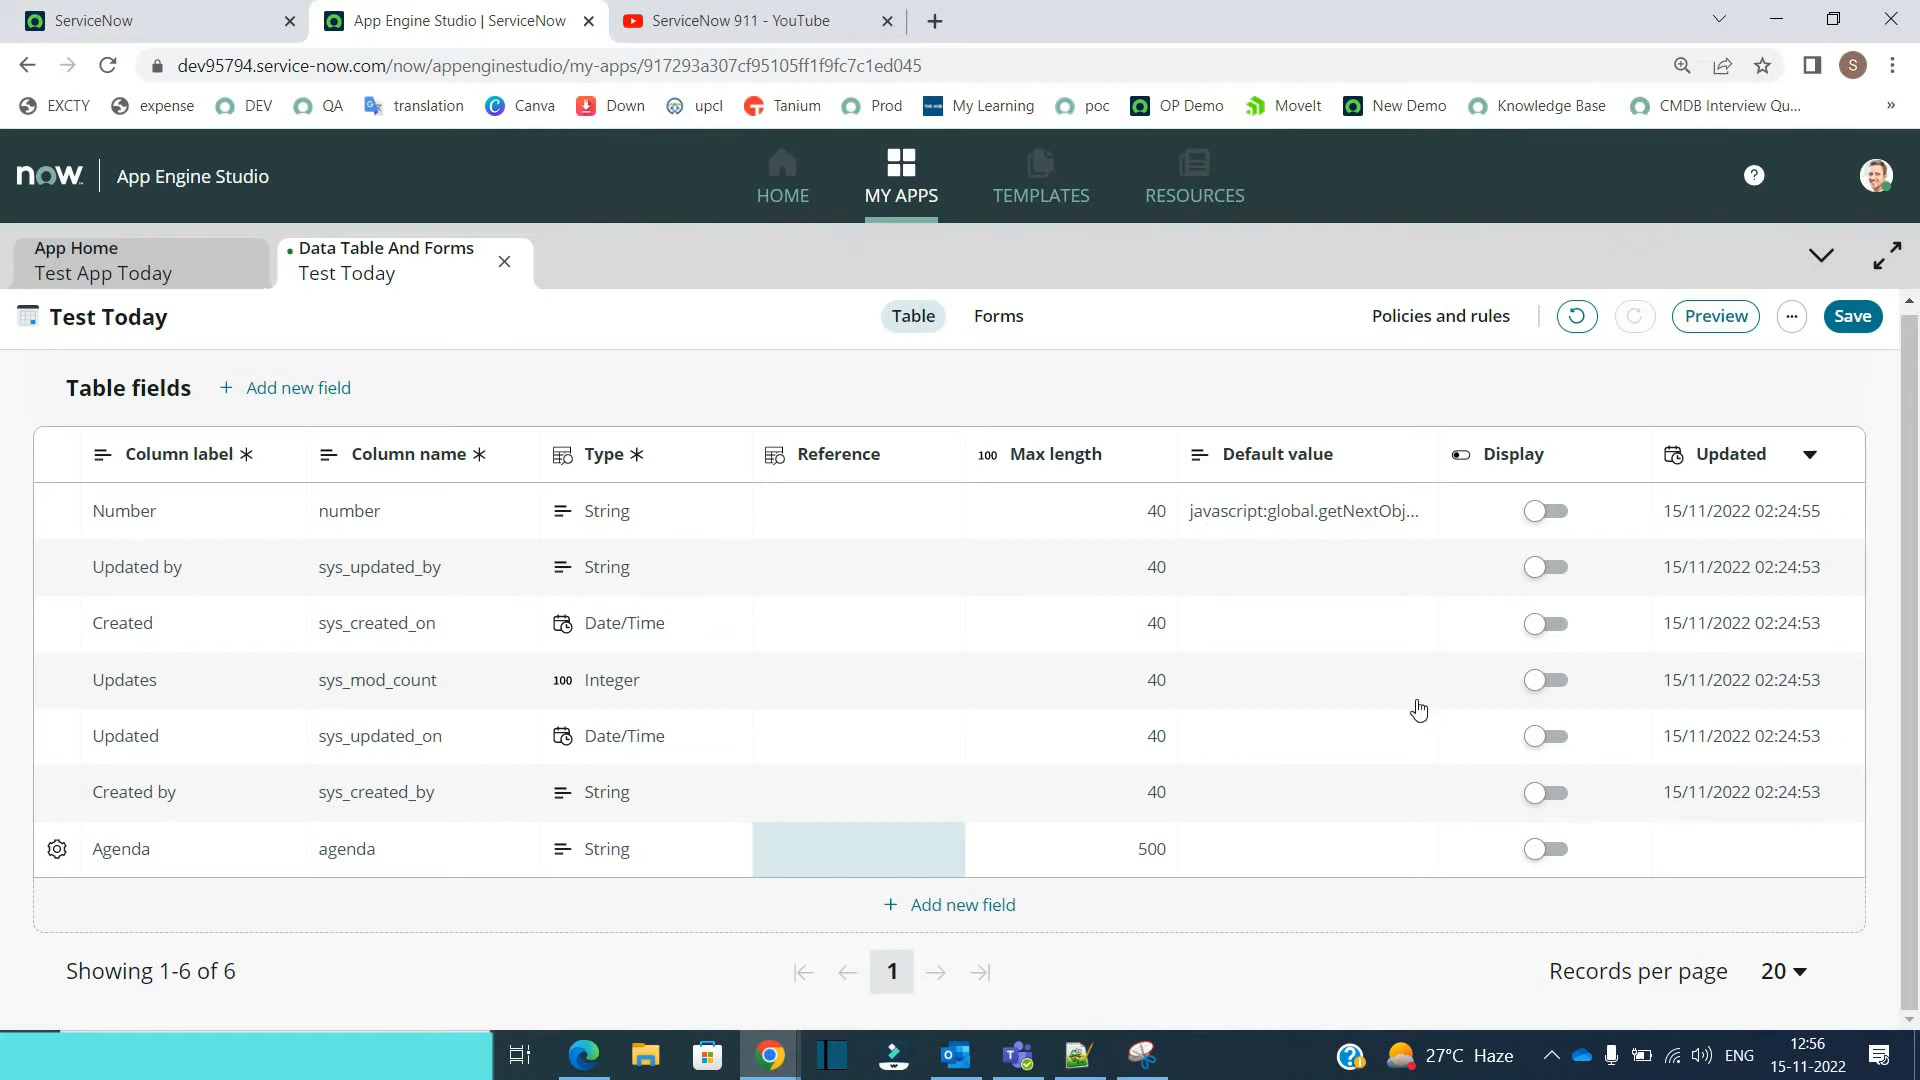 ServiceNow
App Engine Studio | ServiceNow
ServiceNow 911 - YouTube
dev95794.service-now.com/now/appenginestudio/my-apps/917293a307cf95105ff1f9fc7c1ed045
S
EXCTY
expense
DEV
QA
translation
Canva
Down
upcl
Tanium
Prod
My Learning
poc
OP Demo
MoveIt
New Demo
Knowledge Base
CMDB Interview Qu...
»
now
App Engine Studio
HOME
MY APPS
TEMPLATES
RESOURCES
App Home
Test App Today
Data Table And Forms
Test Today
Test Today
Table
Forms
Policies and rules
Preview
Save
Table fields
+ Add new field
Column label *
Column name *
Type *
Reference
100 Max length
Default value
Display
Updated
Number number String 40 javascript:global.getNextObj... 15/11/2022 02:24:55
Updated by sys_updated_by String 40 15/11/2022 02:24:53
Created sys_created_on Date/Time 40 15/11/2022 02:24:53
Updates sys_mod_count 100 Integer 40 15/11/2022 02:24:53
Updated sys_updated_on Date/Time 40 15/11/2022 02:24:53
Created by sys_created_by String 40 15/11/2022 02:24:53
Agenda agenda String 500
+ Add new field
Showing 1-6 of 6
1
Records per page 20
27°C Haze
ENG
12:56
15-11-2022